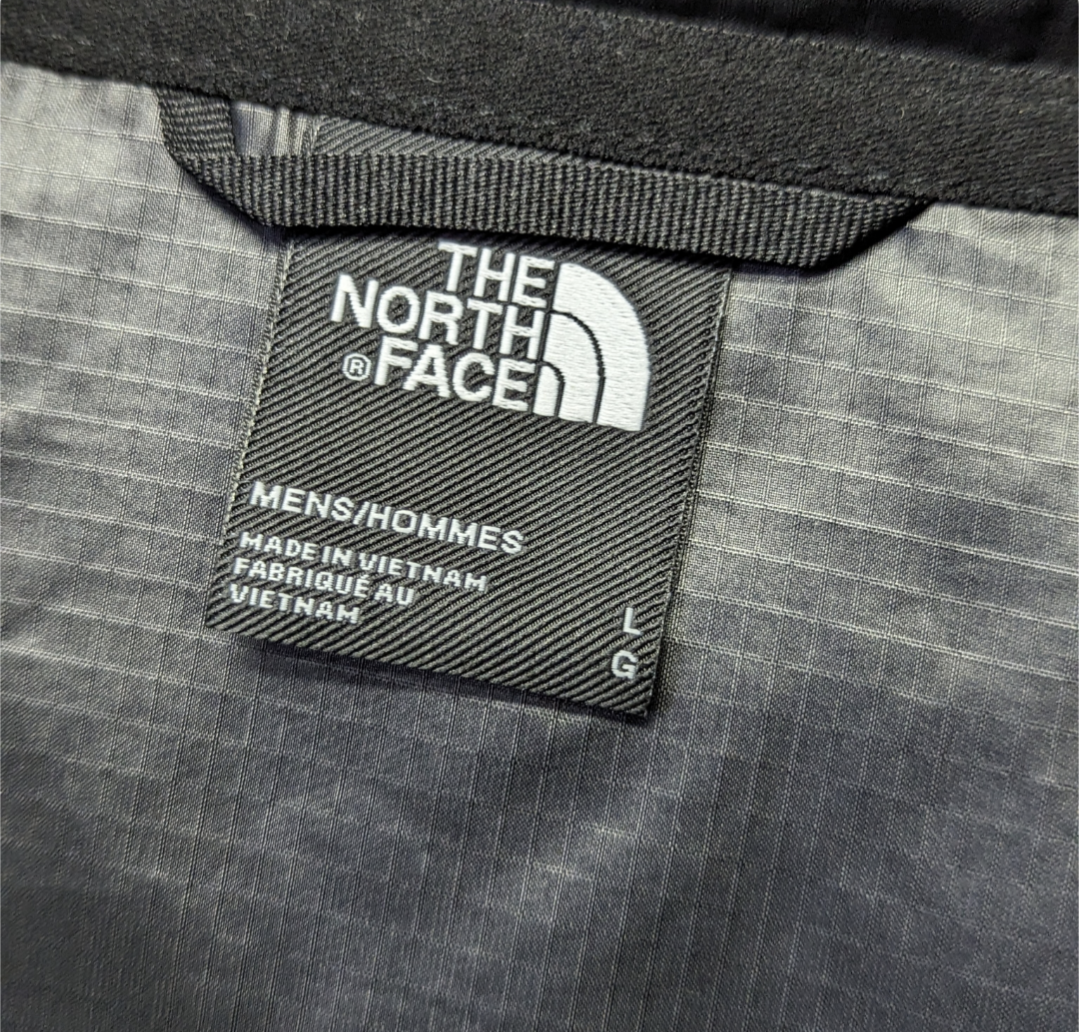 THE
NORTH
® FACE
MENS/HOMMES
MADE IN VIETNAM
FABRIQUÉ AU
VIETNAM
L
G